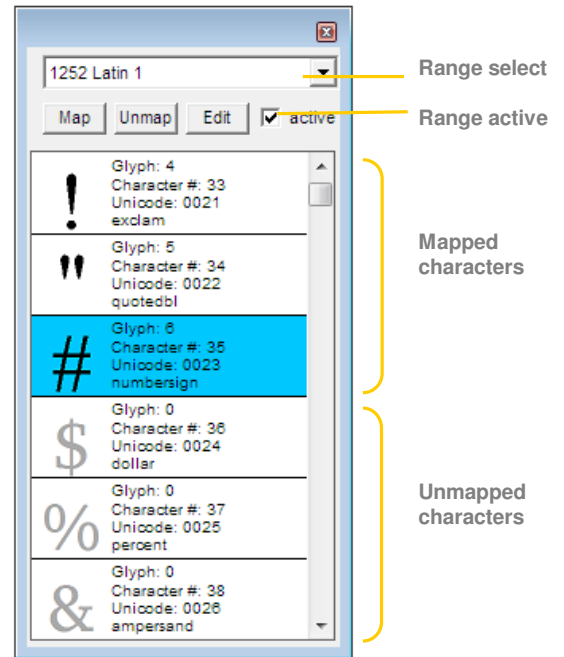 1252 Latin 1
Range select
Map Unmap Edit active
Range active
!
Glyph: 4
Character #: 33
Unicode: 0021
exclam
"
Glyph: 5
Character #: 34
Unicode: 0022
quotedbl
Mapped
characters
#
Glyph: 6
Character #: 35
Unicode: 0023
numbersign
$
Glyph: 0
Character #: 36
Unicode: 0024
dollar
%
Glyph: 0
Character #: 37
Unicode: 0025
percent
Unmapped
characters
&
Glyph: 0
Character #: 38
Unicode: 0026
ampersand